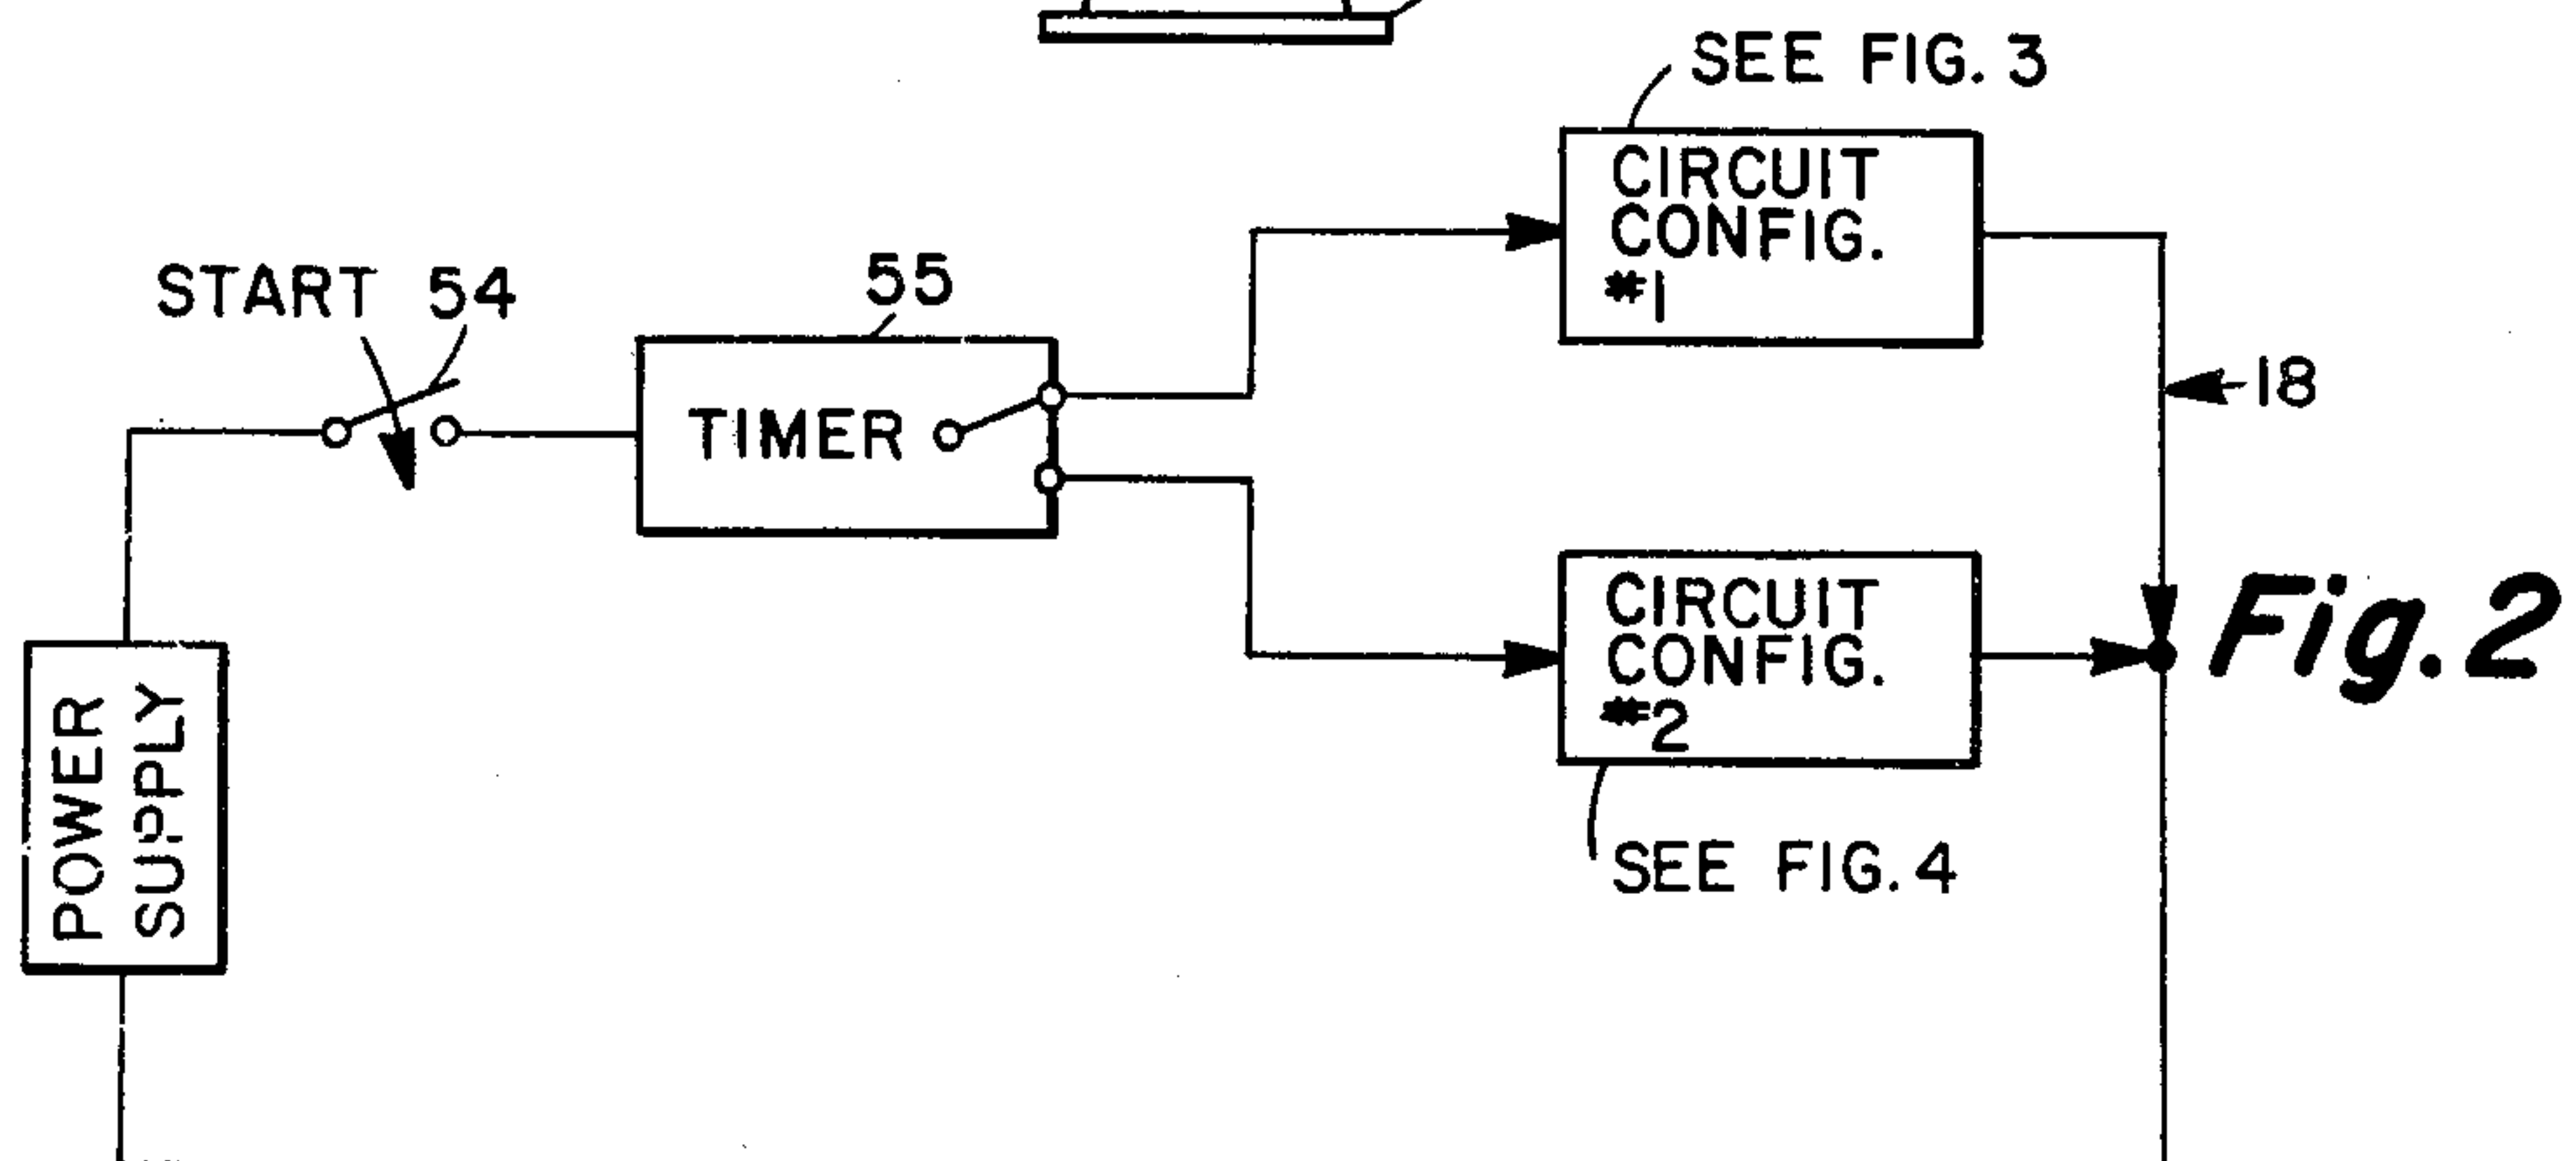 SEE FIG. 3
CIRCUIT
CONFIG.
#1
START 54
55
TIMER
18
CIRCUIT
CONFIG.
#2
Fig.2
POWER
SUPPLY
SEE FIG. 4